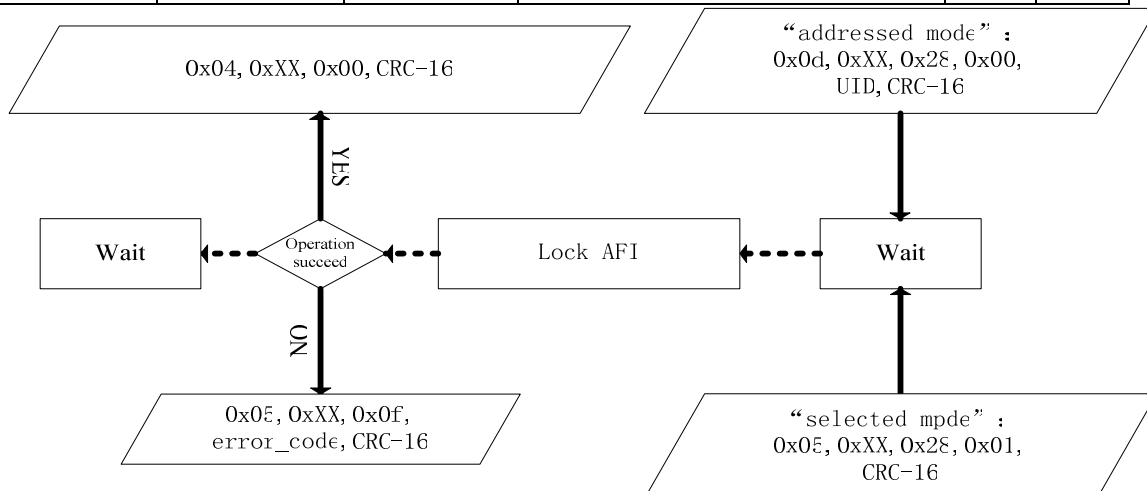 0x04, 0xXX, 0x00, CRC-16
“addressed mode” :
0x0d, 0xXX, 0x28, 0x00,
UID, CRC-16
YES
Wait
Operation
succeed
Lock AFI
Wait
ON
0x05, 0xXX, 0x0f,
error_code, CRC-16
“selected mpde” :
0x05, 0xXX, 0x28, 0x01,
CRC-16